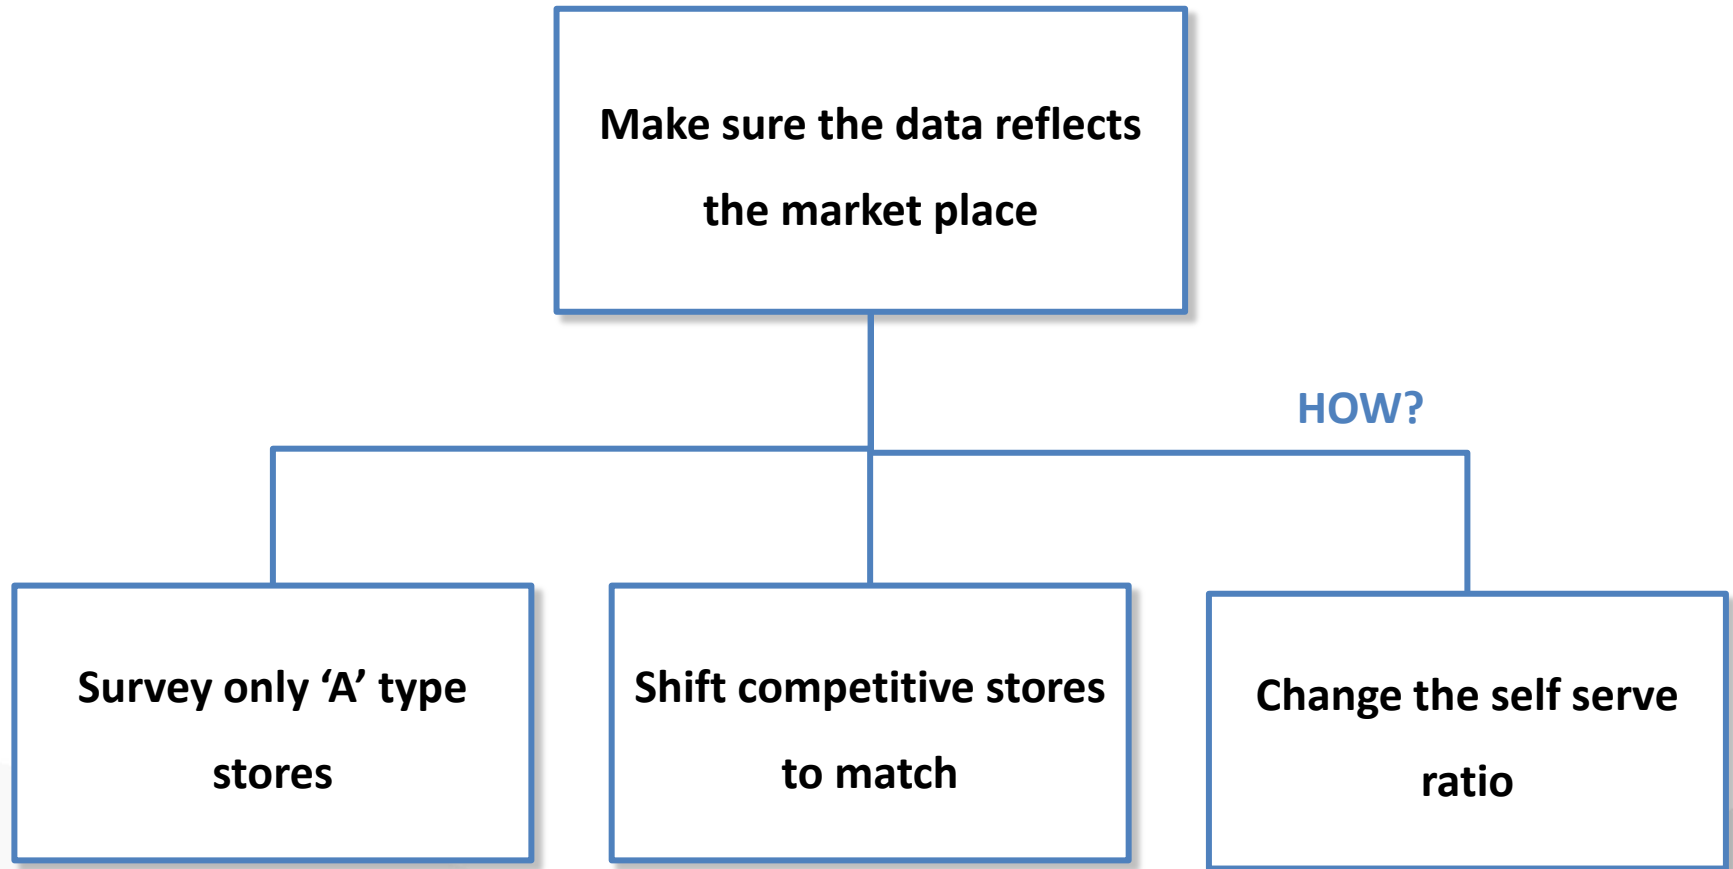 Make sure the data reflects
the market place
HOW?
Survey only ‘A’ type
stores
Shift competitive stores
to match
Change the self serve
ratio